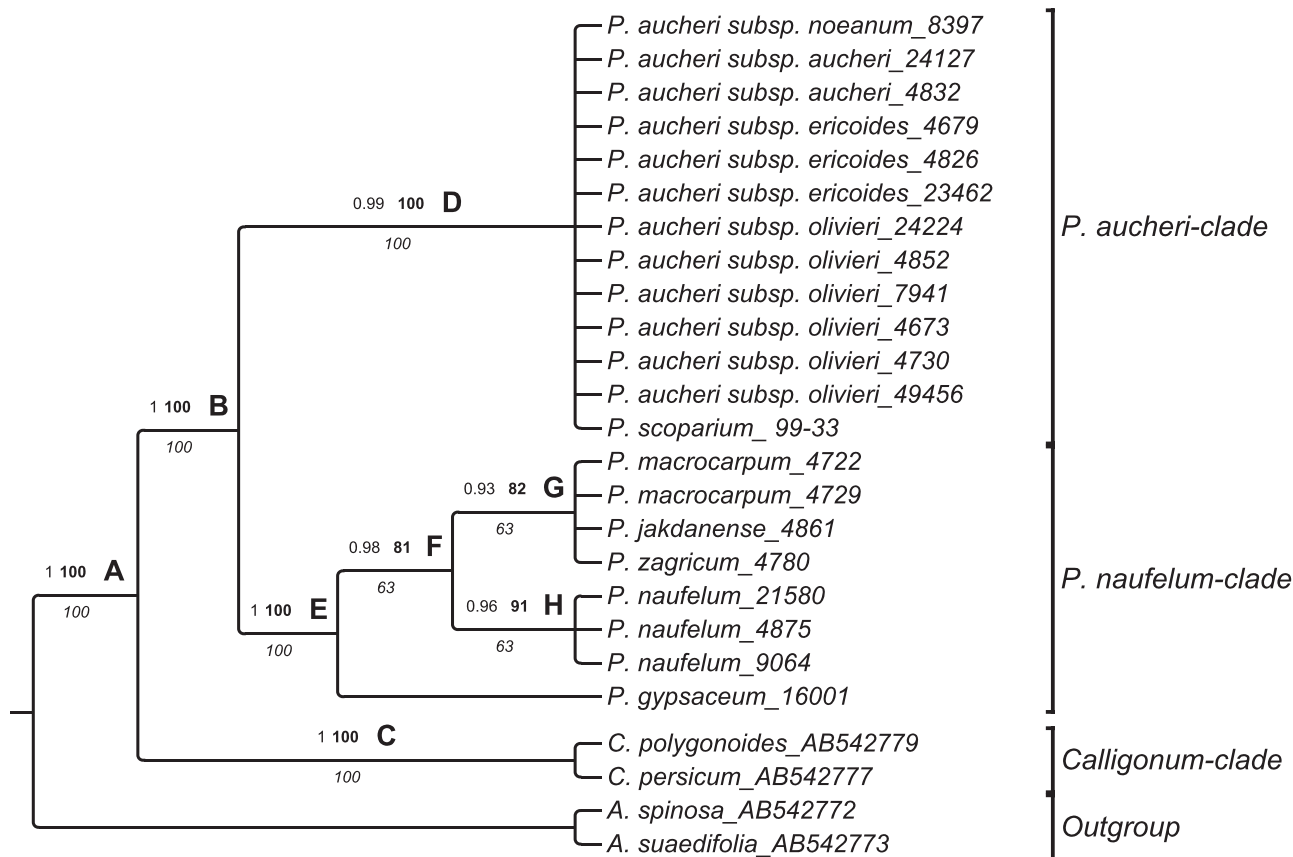 P. aucheri subsp. noeanum_8397
P. aucheri subsp. aucheri_24127
P. aucheri subsp. aucheri_4832
P. aucheri subsp. ericoides_4679
P. aucheri subsp. ericoides_4826
P. aucheri subsp. ericoides_23462
0.99 100 D
P. aucheri subsp. olivieri_24224
P. aucheri-clade
100
P. aucheri subsp. olivieri_4852
P. aucheri subsp. olivieri_7941
P. aucheri subsp. olivieri_4673
P. aucheri subsp. olivieri_4730
P. aucheri subsp. olivieri_49456
1 100 B
P. scoparium_ 99-33
100
P. macrocarpum_4722
0.93 82 G
P. macrocarpum_4729
63
P. jakdanense_4861
0.98 81 F
P. zagricum_4780
1 100 A
P. naufelum-clade
63
100
0.96 91 H
P. naufelum_21580
1 100 E
P. naufelum_4875
63
100
P. naufelum_9064
P. gypsaceum_16001
1 100 C
C. polygonoides_AB542779
Calligonum-clade
100
C. persicum_AB542777
A. spinosa_AB542772
Outgroup
A. suaedifolia_AB542773